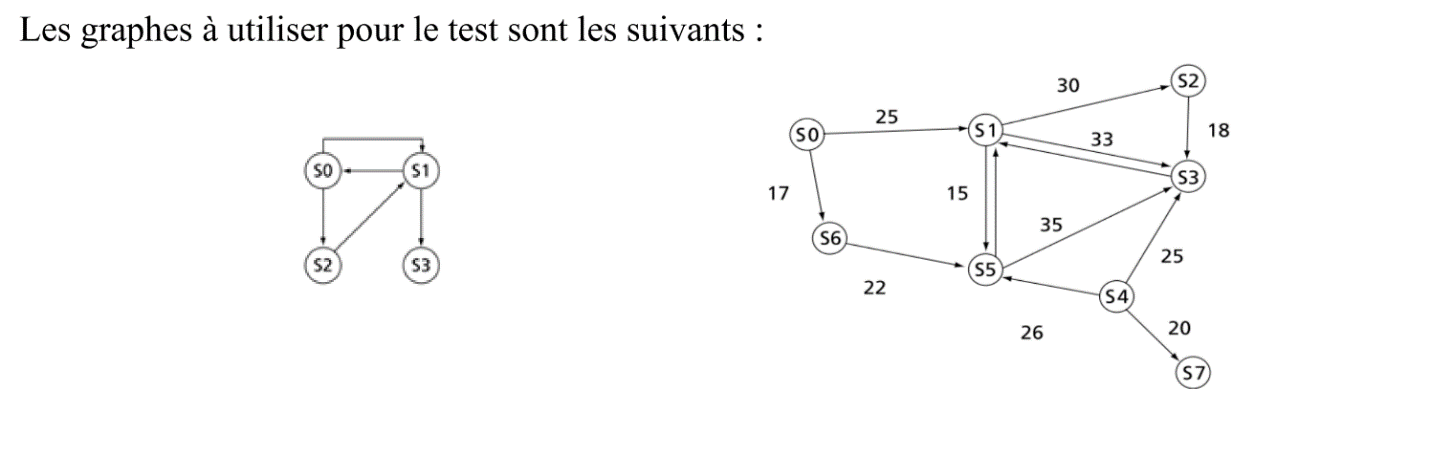 Les graphes à utiliser pour le test sont les suivants :
S0 S1
S2 S3
30 S2
25
S0 S1 33 18
S3
17 15
S6 35
S5 25
22 S4
26 20
S7